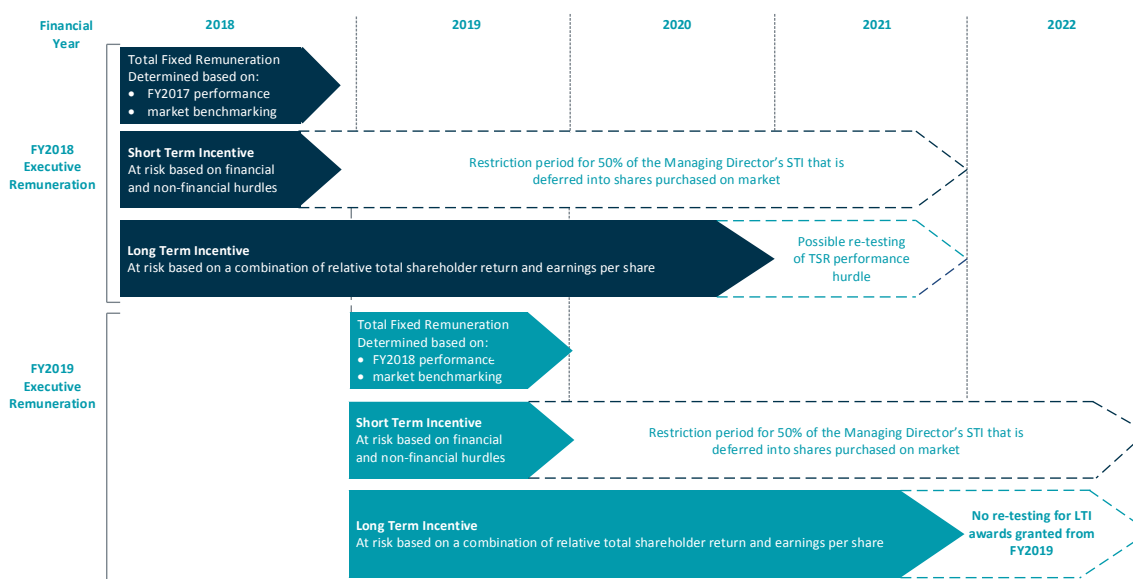 Financial
Year
2018
2019
2020
2021
2022
FY2018
Executive
Remuneration
Total Fixed Remuneration
Determined based on:
• FY2017 performance
• market benchmarking
Short Term Incentive
At risk based on financial
and non-financial hurdles
Restriction period for 50% of the Managing Director's STI that is
deferred into shares purchased on market
Long Term Incentive
At risk based on a combination of relative total shareholder return and earnings per share
Possible re-testing
of TSR performance
hurdle
FY2019
Executive
Remuneration
Total Fixed Remuneration
Determined based on:
• FY2018 performance
• market benchmarking
Short Term Incentive
At risk based on financial
and non-financial hurdles
Restriction period for 50% of the Managing Director's STI that is
deferred into shares purchased on market
Long Term Incentive
At risk based on a combination of relative total shareholder return and earnings per share
No re-testing for LTI
awards granted from
FY2019